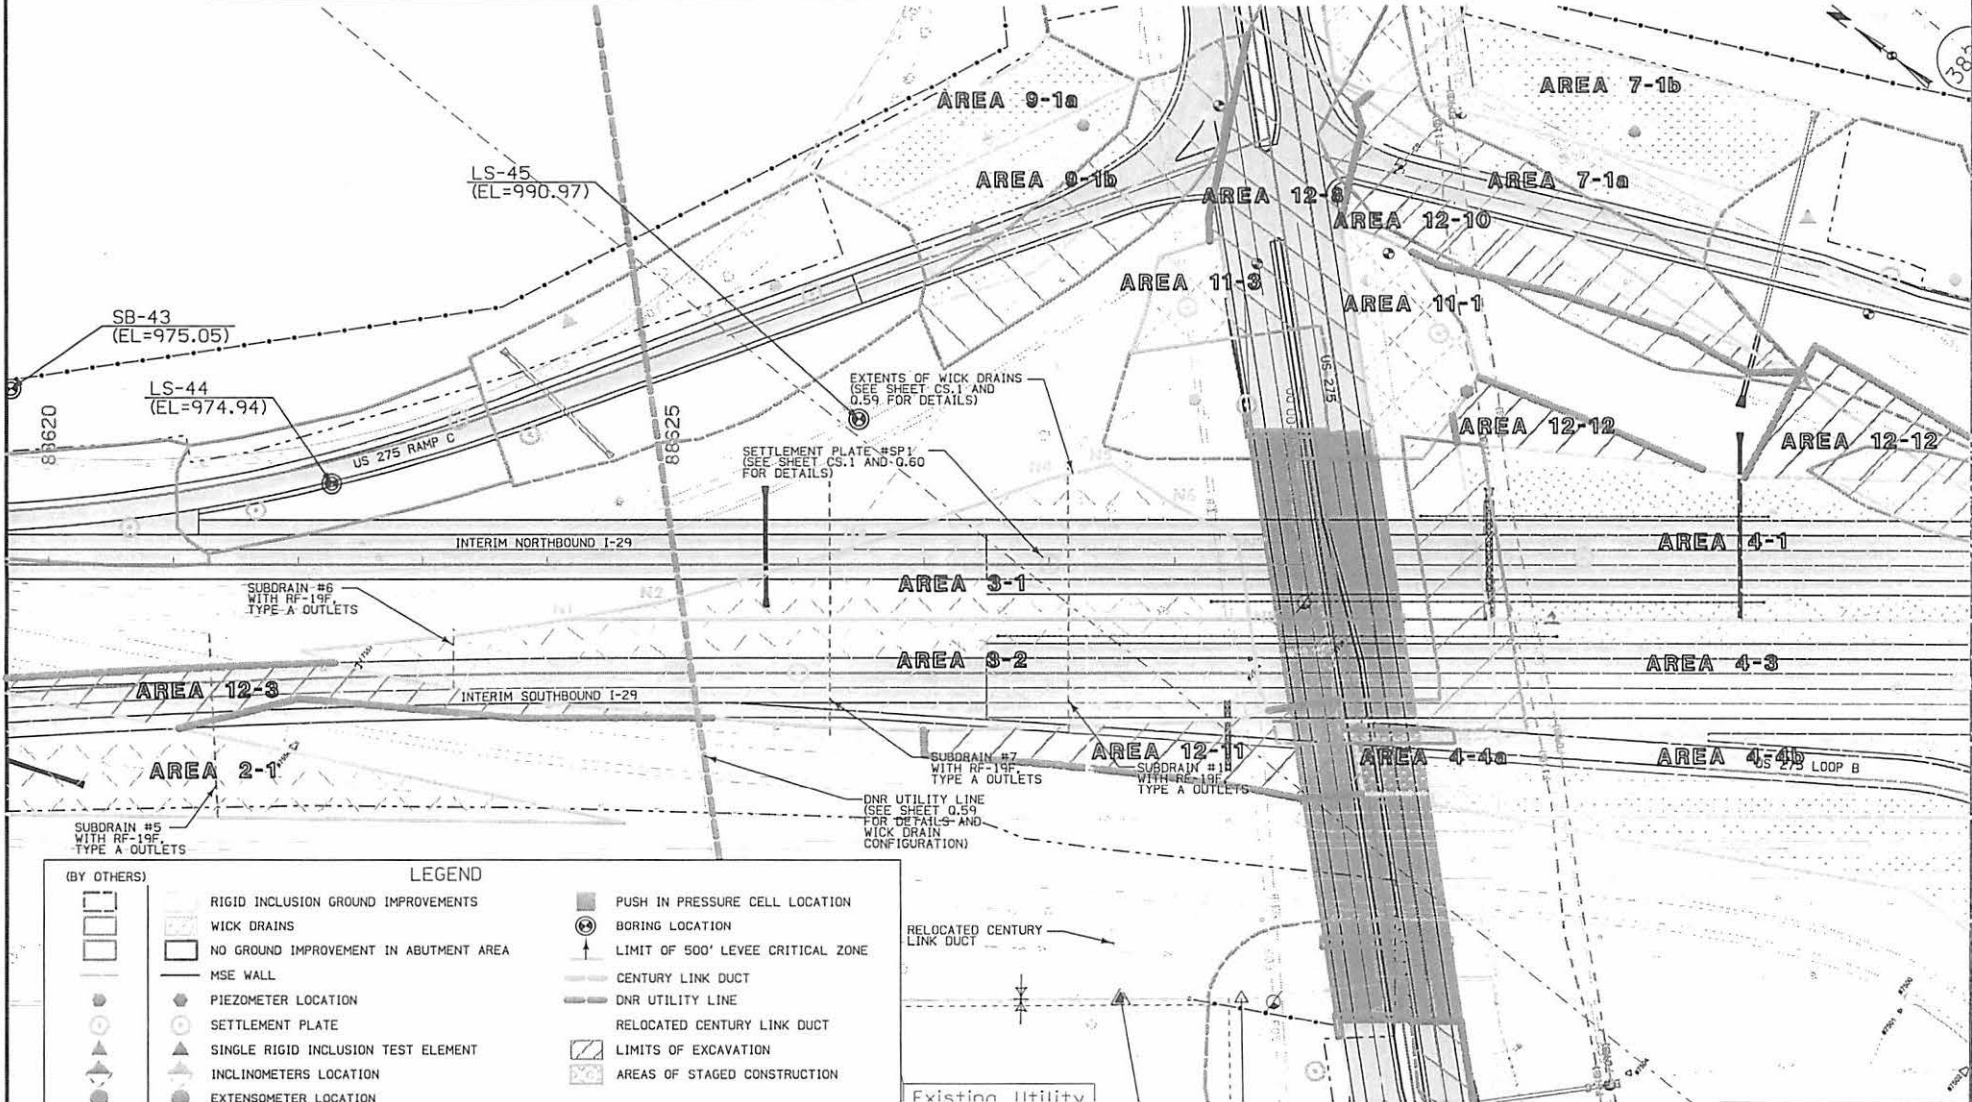 N
AREA 9-1a
AREA 7-1b
LS-45
(EL=990.97)
AREA 9-1b
AREA 12-8
AREA 7-1a
AREA 12-10
AREA 11-3
AREA 11-1
SB-43
(EL=975.05)
LS-44
(EL=974.94)
88620
US 275 RAMP C
88625
EXTENTS OF WICK DRAINS
(SEE SHEET CS.1 AND
Q.59 FOR DETAILS)
US 275
AREA 12-12
AREA 12-12
SETTLEMENT PLATE #SP1
(SEE SHEET CS.1 AND Q.60
FOR DETAILS)
N4
N5
N6
INTERIM NORTHBOUND I-29
AREA 4-1
AREA 3-1
SUBDRAIN #6
WITH RF-19F,
TYPE A OUTLETS
N1
N2
AREA 3-2
AREA 4-3
AREA 12-3
INTERIM SOUTHBOUND I-29
AREA 2-1
SUBDRAIN #7
WITH RF-19F,
TYPE A OUTLETS
AREA 12-11
SUBDRAIN #11
WITH RF-19F,
TYPE A OUTLETS
AREA 4-4a
AREA 4-4b
US 275 LOOP B
DNR UTILITY LINE
(SEE SHEET Q.59
FOR DETAILS AND
WICK DRAIN
CONFIGURATION)
SUBDRAIN #5
WITH RF-19F,
TYPE A OUTLETS
LEGEND
(BY OTHERS)
RIGID INCLUSION GROUND IMPROVEMENTS
WICK DRAINS
NO GROUND IMPROVEMENT IN ABUTMENT AREA
MSE WALL
PIEZOMETER LOCATION
SETTLEMENT PLATE
SINGLE RIGID INCLUSION TEST ELEMENT
INCLINOMETERS LOCATION
EXTENSOMETER LOCATION
PUSH IN PRESSURE CELL LOCATION
BORING LOCATION
LIMIT OF 500' LEVEE CRITICAL ZONE
CENTURY LINK DUCT
DNR UTILITY LINE
RELOCATED CENTURY LINK DUCT
LIMITS OF EXCAVATION
AREAS OF STAGED CONSTRUCTION
RELOCATED CENTURY
LINK DUCT
Existing Utility